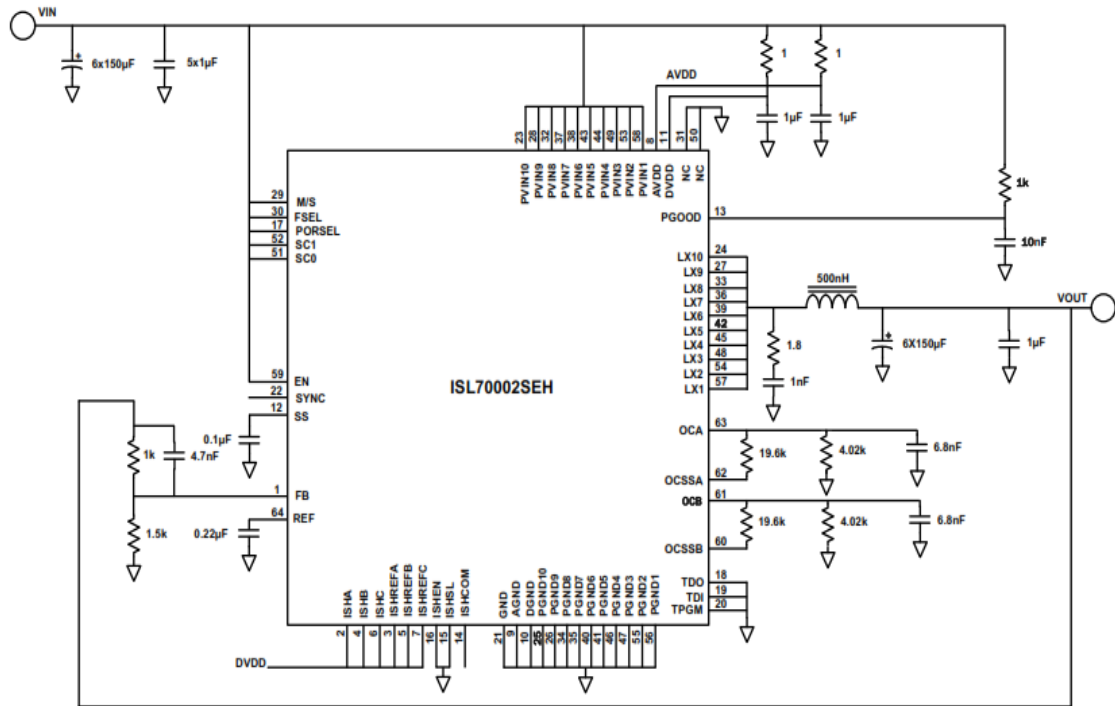 VIN
6x150µF
5x1µF
1
1
AVDD
1µF
1µF
23
28
32
37
38
43
44
49
53
58
8
11
31
50
PVIN10
PVIN9
PVIN8
PVIN7
PVIN6
PVIN5
PVIN4
PVIN3
PVIN2
PVIN1
AVDD
DVDD
NC
NC
1k
10nF
29 M/S
30 FSEL
17 PORSEL
52 SC1
51 SC0
59 EN
22 SYNC
12 SS
0.1µF
1k
4.7nF
1 FB
64 REF
1.5k
0.22µF
ISL70002SEH
PGOOD 13
LX10 24
LX9 27
LX8 33
LX7 36
LX6 39
LX5 42
LX4 45
LX3 48
LX2 54
LX1 57
500nH
VOUT
1.8
1nF
6X150µF
1µF
OCA 63
19.6k
4.02k
6.8nF
OCSSA 62
OCB 61
19.6k
4.02k
6.8nF
OCSSB 60
TDO 18
TDI 19
TPGM 20
ISHA
ISHB
ISHC
ISHREFA
ISHREFB
ISHREFC
ISHEN
ISHSL
ISHCOM
GND
AGND
DGND
PGND10
PGND9
PGND8
PGND7
PGND6
PGND5
PGND4
PGND3
PGND2
PGND1
2
4
6
3
5
7
16
15
14
21
9
10
25
26
34
35
40
41
46
47
55
56
DVDD